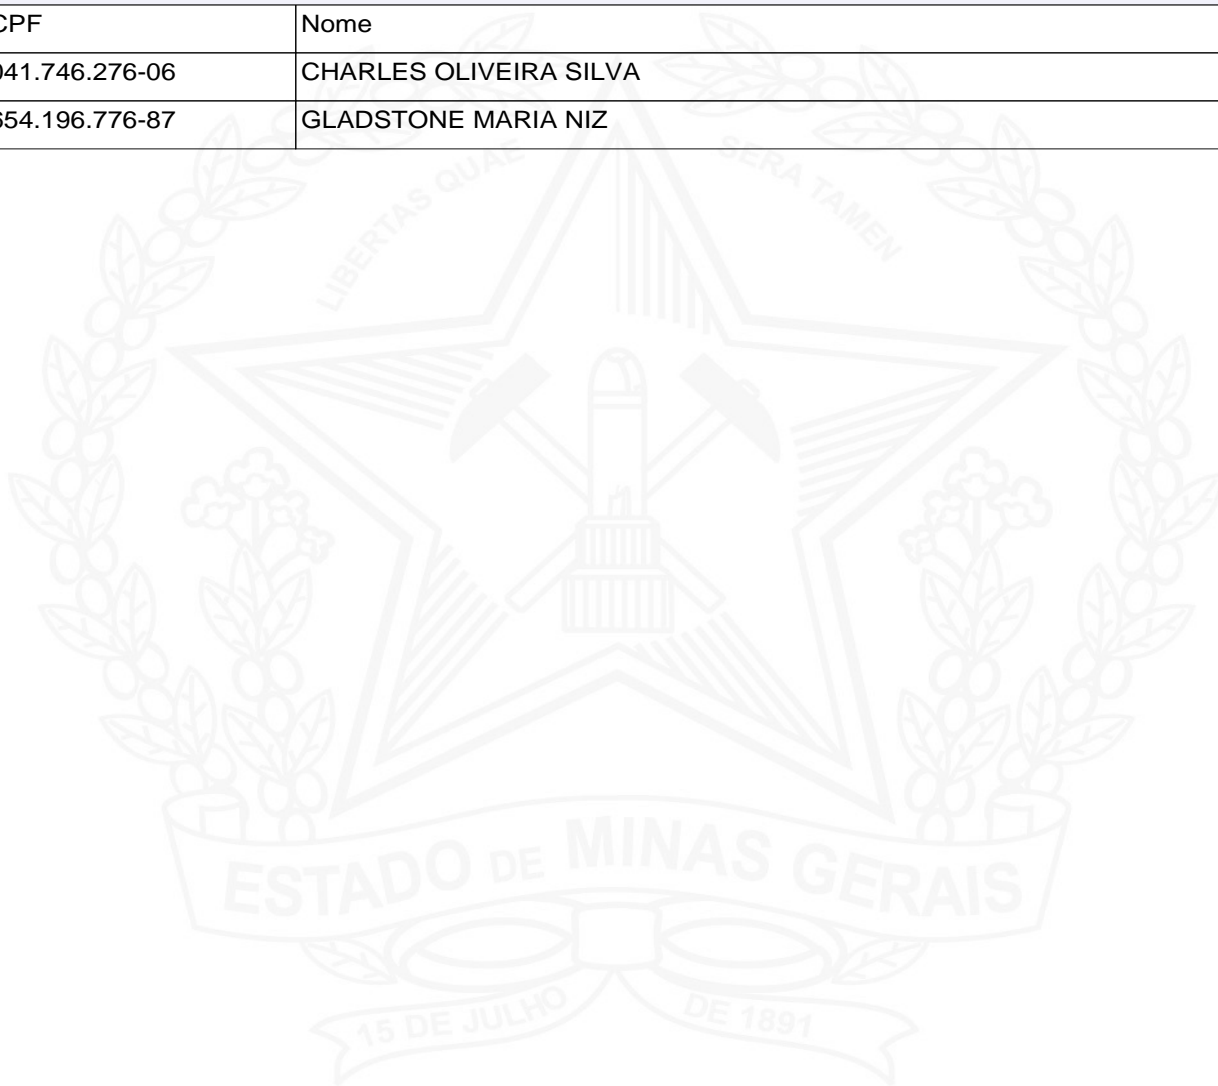 CPF Nome
041.746.276-06 CHARLES OLIVEIRA SILVA
654.196.776-87 GLADSTONE MARIA NIZ
LIBERTAS QUAE SERA TAMEN
ESTADO DE MINAS GERAIS
15 DE JULHO DE 1891